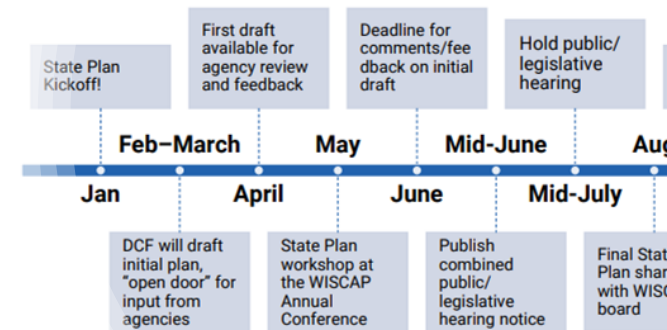 State Plan
Kickoff!
First draft
available for
agency review
and feedback
Deadline for
comments/fee
dback on initial
draft
Hold public/
legislative
hearing
Feb–March
May
Mid-June
Aug
Jan
April
June
Mid-July
DCF will draft
initial plan,
“open door” for
input from
agencies
State Plan
workshop at
the WISCAP
Annual
Conference
Publish
combined
public/
legislative
hearing notice
Final Stat
Plan shar
with WISC
board